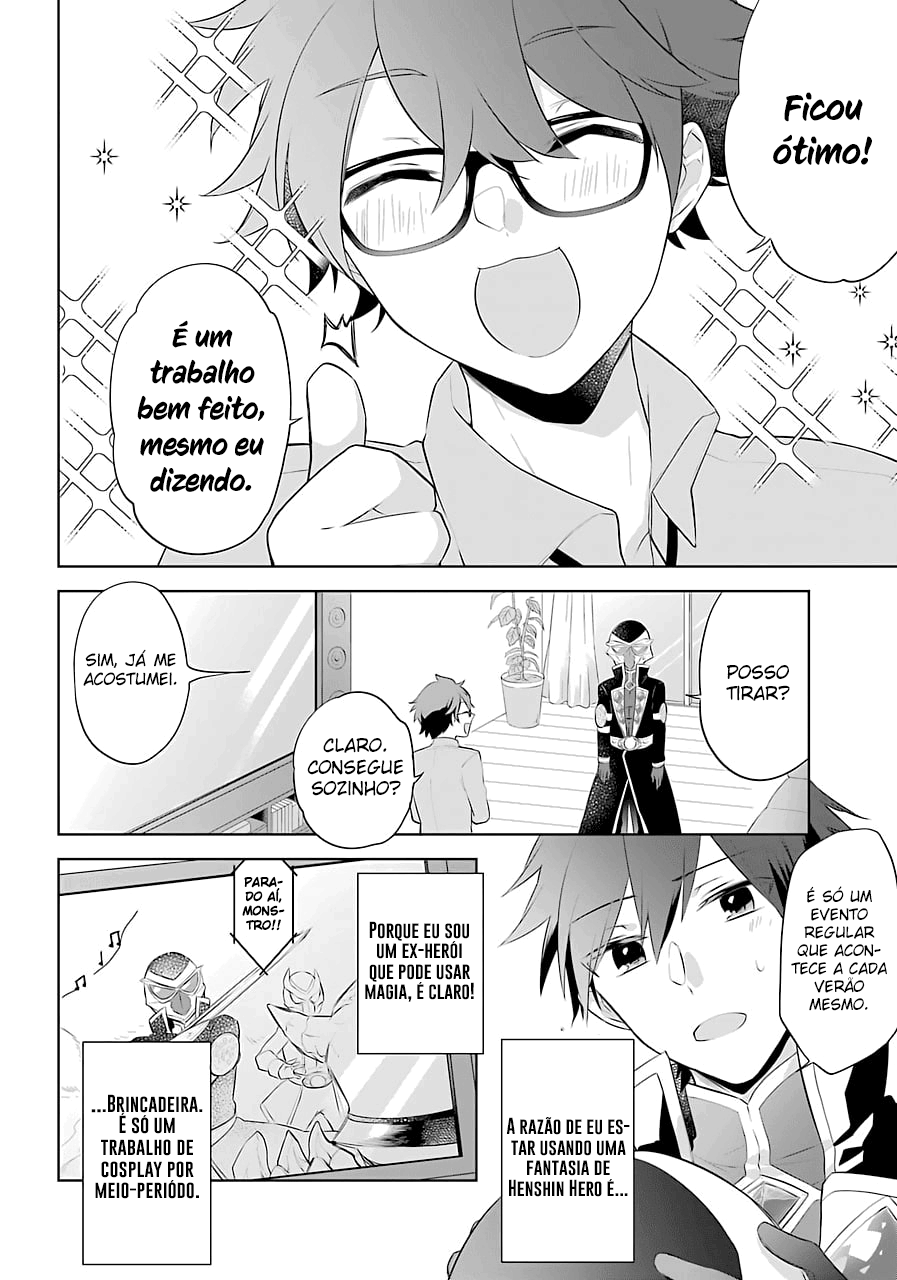 Ficou
ótimo!
É um
trabalho
bem feito,
mesmo eu
dizendo.
POSSO
TIRAR?
CLARO.
CONSEGUE
SOZINHO?
SIM, JÁ ME
ACOSTUMEI.
É SÓ UM
EVENTO
REGULAR
QUE ACON-
TECE A CADA
VERÃO
MESMO.
A RAZÃO DE EU ES-
TAR USANDO UMA
FANTASIA DE
HENSHIN HERO É...
PORQUE EU SOU
UM EX-HERÓI
QUE PODE USAR
MAGIA, É CLARO!
PARA-
DO AÍ,
MONS-
TRO!!
...BRINCADEIRA.
É SÓ UM
TRABALHO DE
COSPLAY POR
MEIO-PERIÓDO.